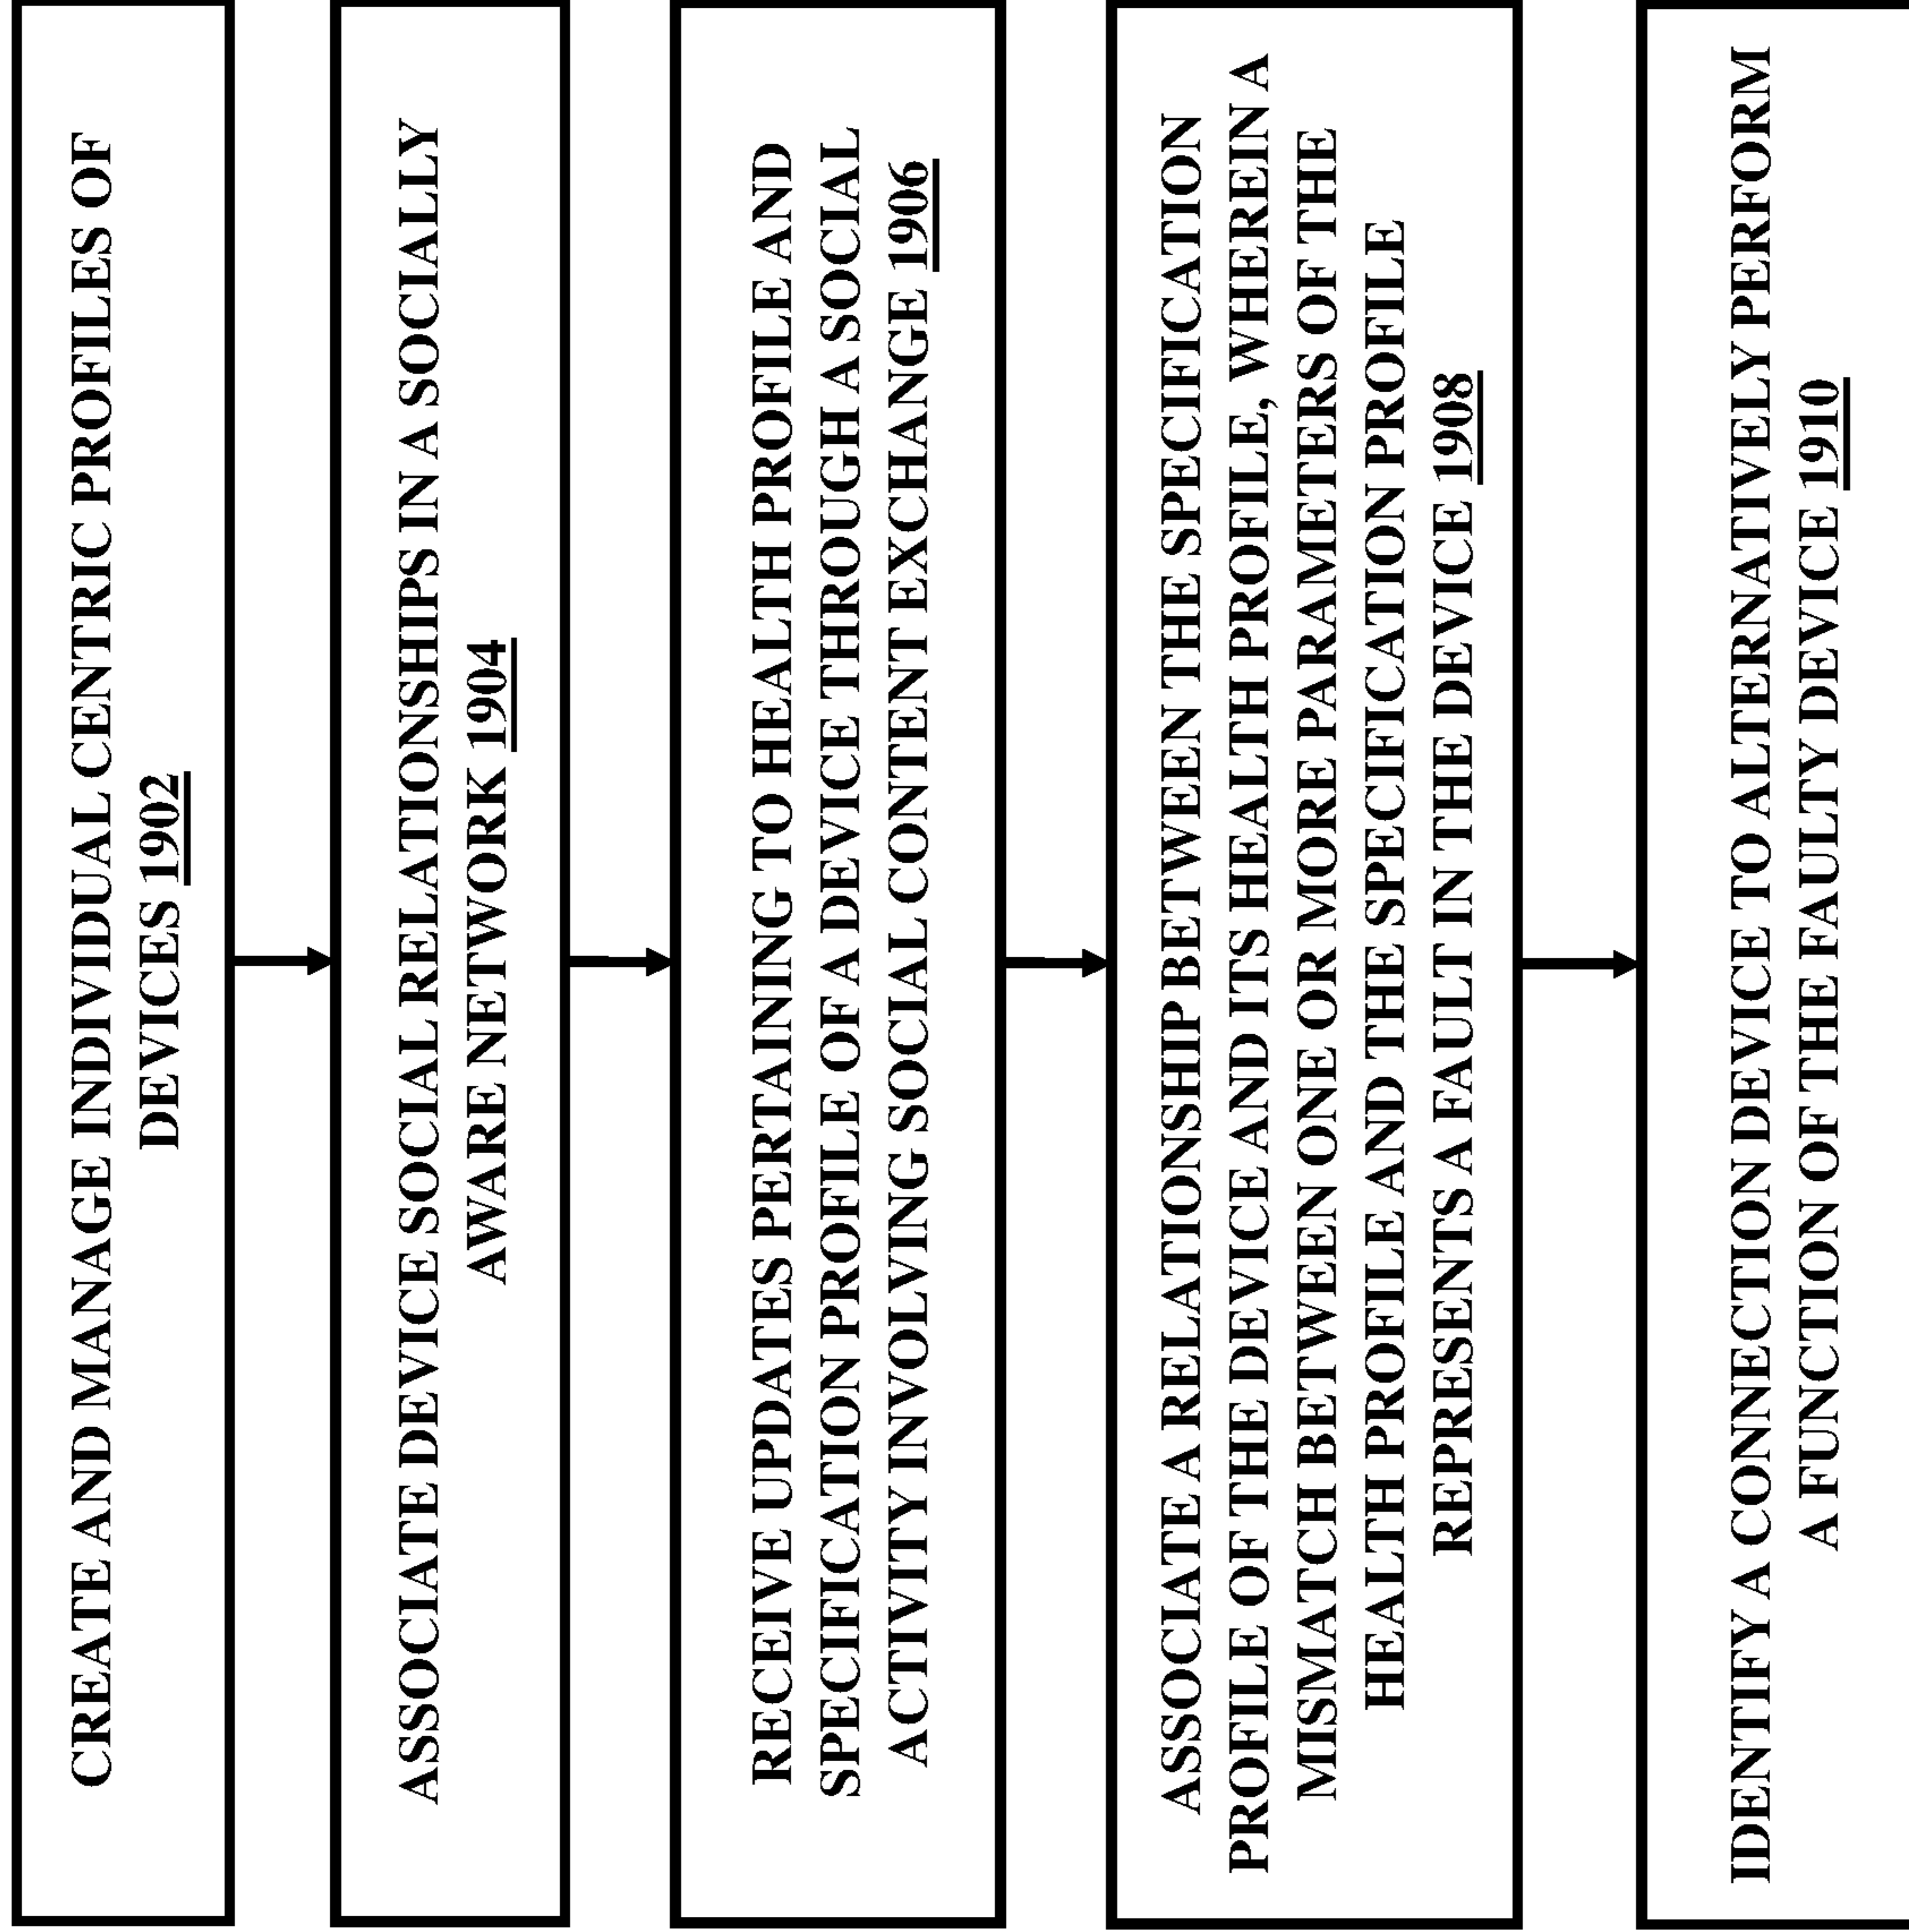 CREATE AND MANAGE INDIVIDUAL CENTRIC PROFILES OF
DEVICES 1902
ASSOCIATE DEVICE SOCIAL RELATIONSHIPS IN A SOCIALLY
AWARE NETWORK 1904
RECEIVE UPDATES PERTAINING TO HEALTH PROFILE AND
SPECIFICATION PROFILE OF A DEVICE THROUGH A SOCIAL
ACTIVITY INVOLVING SOCIAL CONTENT EXCHANGE 1906
ASSOCIATE A RELATIONSHIP BETWEEN THE SPECIFICATION
PROFILE OF THE DEVICE AND ITS HEALTH PROFILE, WHEREIN A
MISMATCH BETWEEN ONE OR MORE PARAMETERS OF THE
HEALTH PROFILE AND THE SPECIFICATION PROFILE
REPRESENTS A FAULT IN THE DEVICE 1908
IDENTIFY A CONNECTION DEVICE TO ALTERNATIVELY PERFORM
A FUNCTION OF THE FAULTY DEVICE 1910